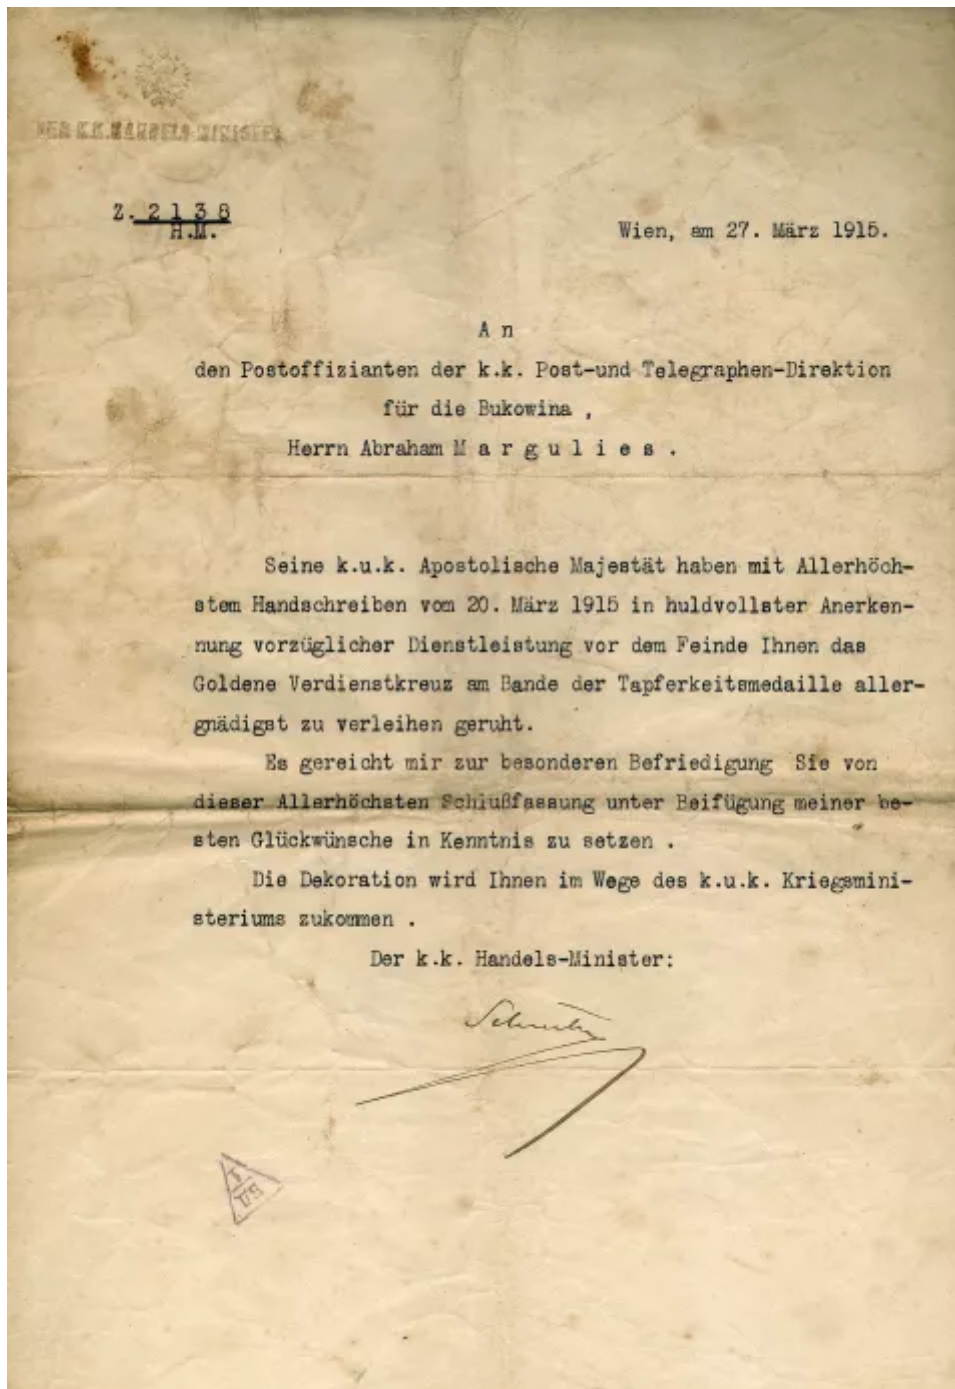 DER K.K. HANDELS-MINISTER
Z. 2138
H.M.
Wien, am 27. März 1915.
A n
den Postoffizianten der k.k. Post-und Telegraphen-Direktion
für die Bukowina ,
Herrn Abraham M a r g u l i e s .
Seine k.u.k. Apostolische Majestät haben mit Allerhöch-
stem Handschreiben vom 20. März 1915 in huldvollster Anerken-
nung vorzüglicher Dienstleistung vor dem Feinde Ihnen das
Goldene Verdienstkreuz am Bande der Tapferkeitsmedaille aller-
gnädigst zu verleihen geruht.
Es gereicht mir zur besonderen Befriedigung Sie von
dieser Allerhöchsten Schlußfassung unter Beifügung meiner be-
sten Glückwünsche in Kenntnis zu setzen .
Die Dekoration wird Ihnen im Wege des k.u.k. Kriegsmini-
steriums zukommen .
Der k.k. Handels-Minister:
US